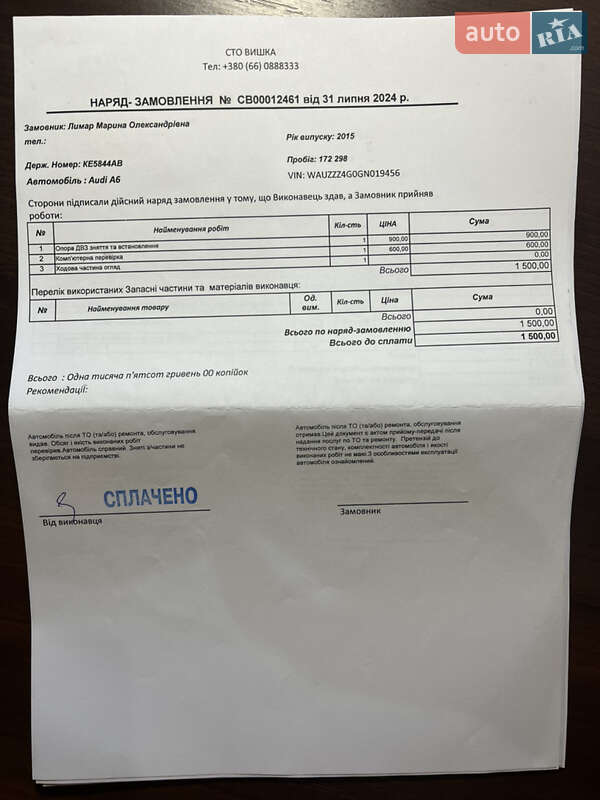 auto RIA.com
СТО ВИШКА
Тел: +380 (66) 0888333
НАРЯД- ЗАМОВЛЕННЯ № СВ00012461 від 31 липня 2024 р.
Замовник: Лимар Марина Олександрівна
тел.:
Рік випуску: 2015
Держ. Номер: КЕ5844АВ
Пробіг: 172 298
Автомобіль : Audi A6
VIN: WAUZZZ4G0GN019456
Сторони підписали дійсний наряд замовлення у тому, що Виконавець здав, а Замовник прийняв
роботи:
№ Найменування робіт Кіл-сть ЦІНА Сума
1 Опора ДВЗ зняття та встановлення 1 900,00 900,00
2 Комп'ютерна перевірка 1 600,00 600,00
3 Ходова частина огляд 1 0,00
Всього 1 500,00
Перелік використаних Запасні частини та матеріалів виконавця:
№ Найменування товару Од. вим. Кіл-сть Ціна Сума
Всього 0,00
Всього по наряд-замовленню 1 500,00
Всього до сплати 1 500,00
Всього : Одна тисяча п'ятсот гривень 00 копійок
Рекомендації:
Автомобіль після ТО (та/або) ремонта, обслуговування
видав. Обсяг і якість виконаних робіт
перевірив.Автомобіль справний. Зняті з/частини не
зберігаються на підприємстві.
Автомобіль після ТО (та/або) ремонта, обслуговування
отримав.Цей документ є актом прийому-передачі після
надання послуг по ТО та ремонту. Претензій до
технічного стану, комплектності автомобіля і якості
виконаних робіт не маю.З особливостями експлуатації
автомобіля ознайомлений.
СПЛАЧЕНО
Від виконавця
Замовник